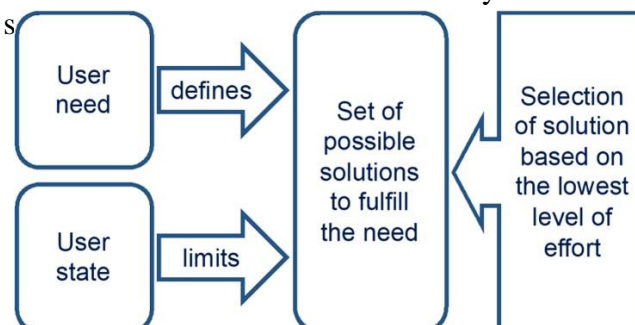 s
User
need
defines
Set of
possible
solutions
to fulfill
the need
Selection
of solution
based on
the lowest
level of
effort
User
state
limits